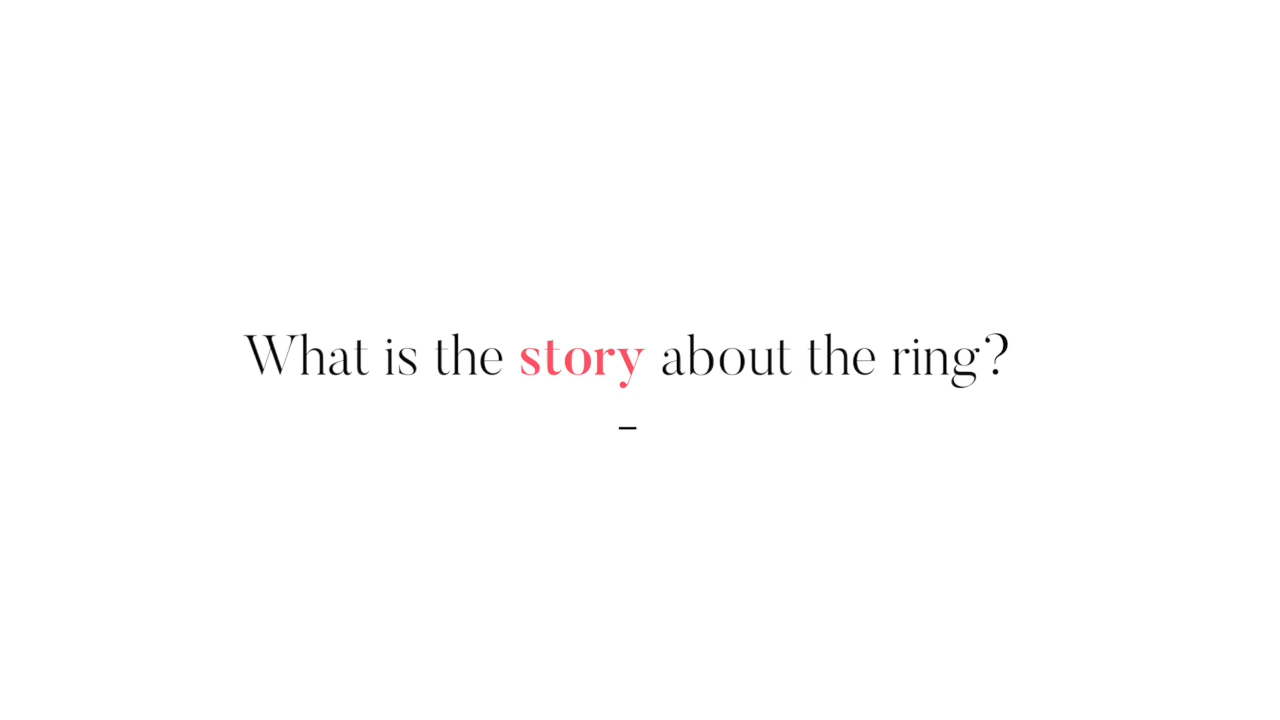 What is the story about the ring?
–